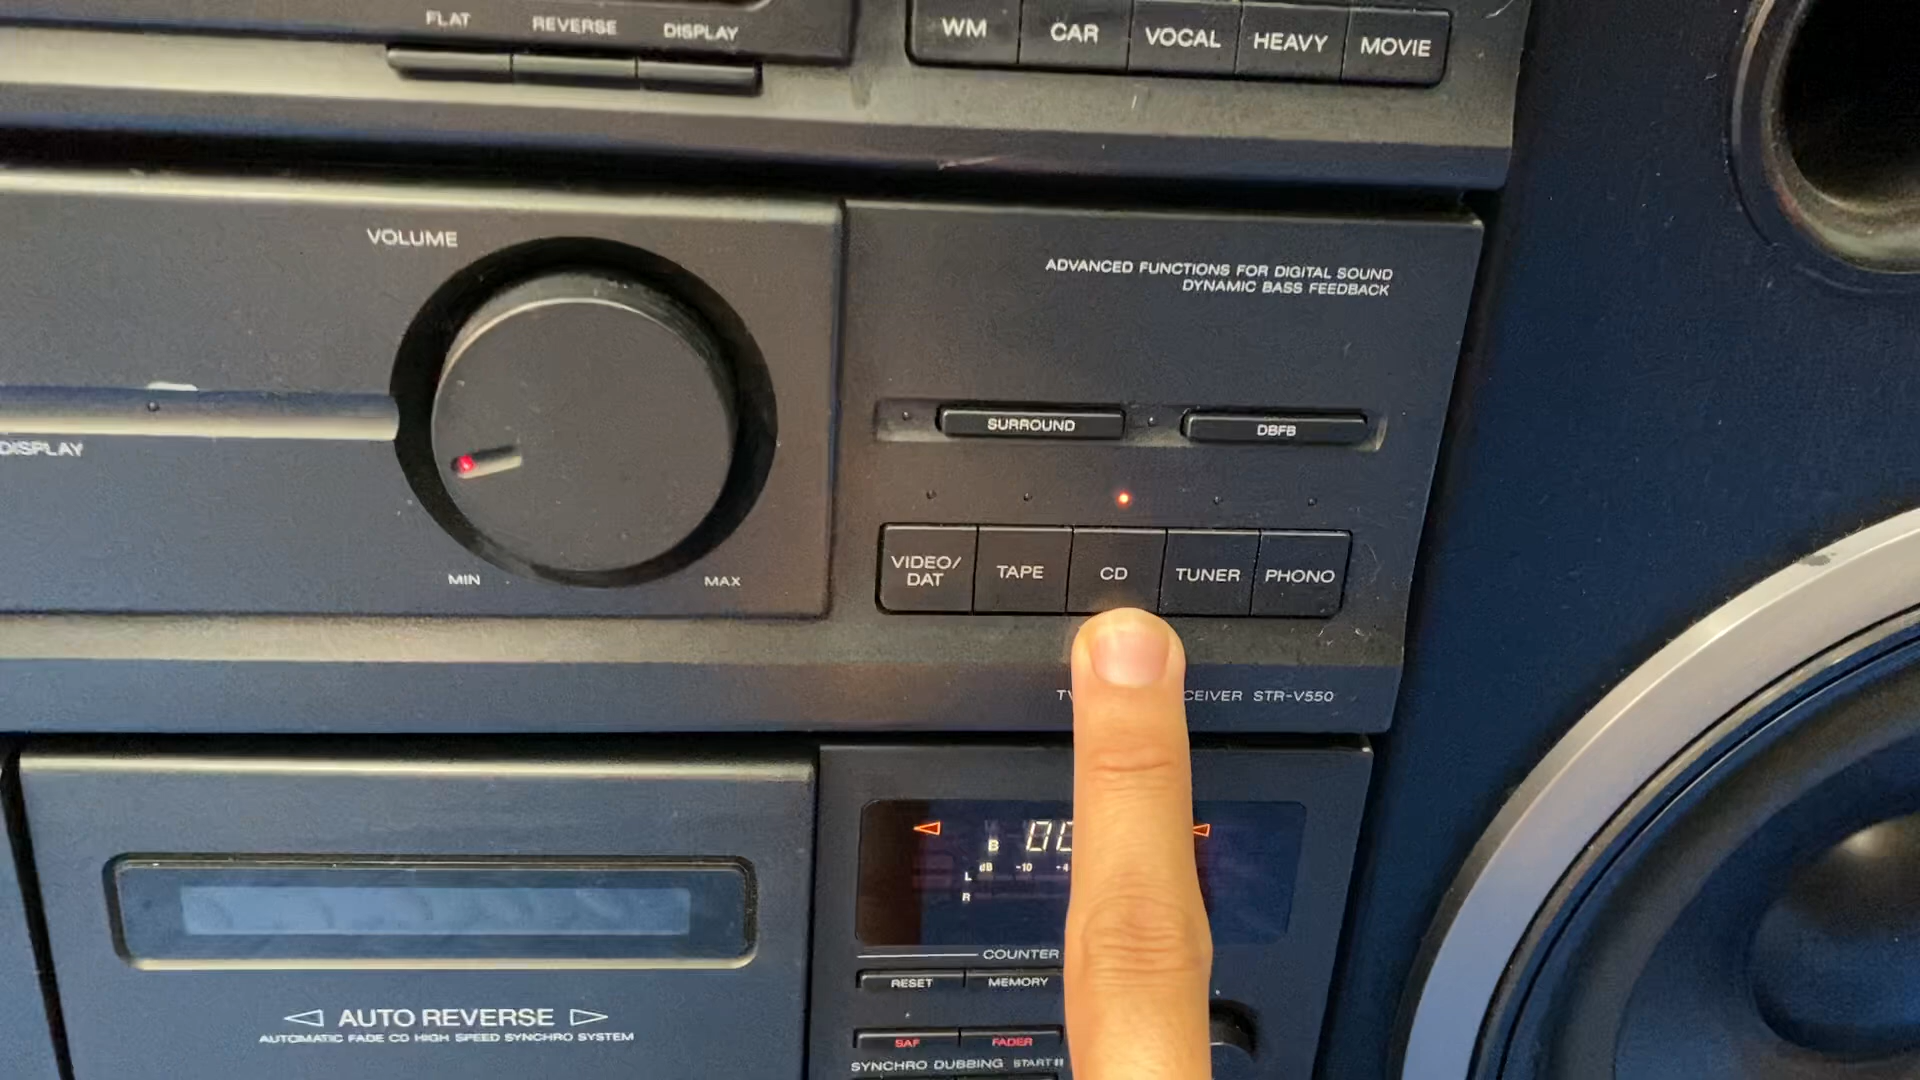 FLAT REVERSE DISPLAY
WM CAR VOCAL HEAVY MOVIE
VOLUME
ADVANCED FUNCTIONS FOR DIGITAL SOUND
DYNAMIC BASS FEEDBACK
DISPLAY
SURROUND DBFB
MIN MAX
VIDEO/
DAT
TAPE CD TUNER PHONO
STR-V550
B
dB -10
L
R
COUNTER
RESET MEMORY
AUTO REVERSE
AUTOMATIC FADE CD HIGH SPEED SYNCHRO SYSTEM
SAF FADER
SYNCHRO DUBBING START